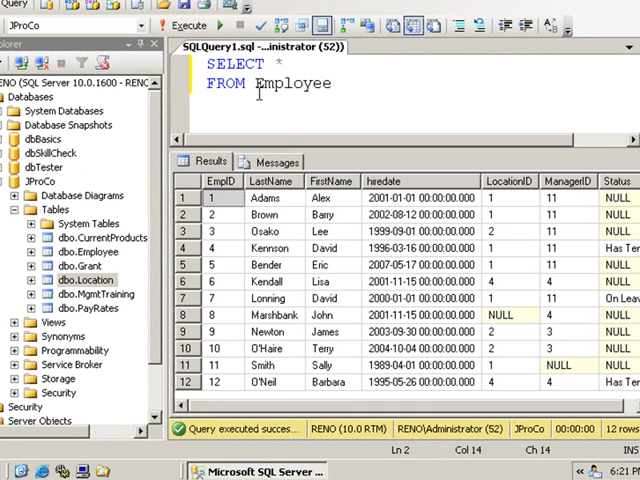 Query
JProCo
Execute
Explorer
SQLQuery1.sql -...inistrator (52))
SELECT *
FROM Employee
RENO (SQL Server 10.0.1600 - RENO
Databases
System Databases
Database Snapshots
dbBasics
dbSkillCheck
dbTester
JProCo
Database Diagrams
Tables
System Tables
dbo.CurrentProducts
dbo.Employee
dbo.Grant
dbo.Location
dbo.MgmtTraining
dbo.PayRates
Views
Synonyms
Programmability
Service Broker
Storage
Security
Security
Server Objects
Results Messages
EmpID LastName FirstName hiredate LocationID ManagerID Status
1 1 Adams Alex 2001-01-01 00:00:00.000 1 11 NULL
2 2 Brown Barry 2002-08-12 00:00:00.000 1 11 NULL
3 3 Osako Lee 1999-09-01 00:00:00.000 2 11 NULL
4 4 Kennson David 1996-03-16 00:00:00.000 1 11 Has Ten
5 5 Bender Eric 2007-05-17 00:00:00.000 1 11 NULL
6 6 Kendall Lisa 2001-11-15 00:00:00.000 4 4 NULL
7 7 Lonning David 2000-01-01 00:00:00.000 1 11 On Leav
8 8 Marshbank John 2001-11-15 00:00:00.000 NULL 4 NULL
9 9 Newton James 2003-09-30 00:00:00.000 2 3 NULL
10 10 O'Haire Terry 2004-10-04 00:00:00.000 2 3 NULL
11 11 Smith Sally 1989-04-01 00:00:00.000 1 NULL NULL
12 12 O'Neil Barbara 1995-05-26 00:00:00.000 4 4 Has Ten
Query executed succes... RENO (10.0 RTM) RENO\Administrator (52) JProCo 00:00:00 12 rows
Ln 2 Col 14 Ch 14 INS
Microsoft SQL Server ... 6:21 PM